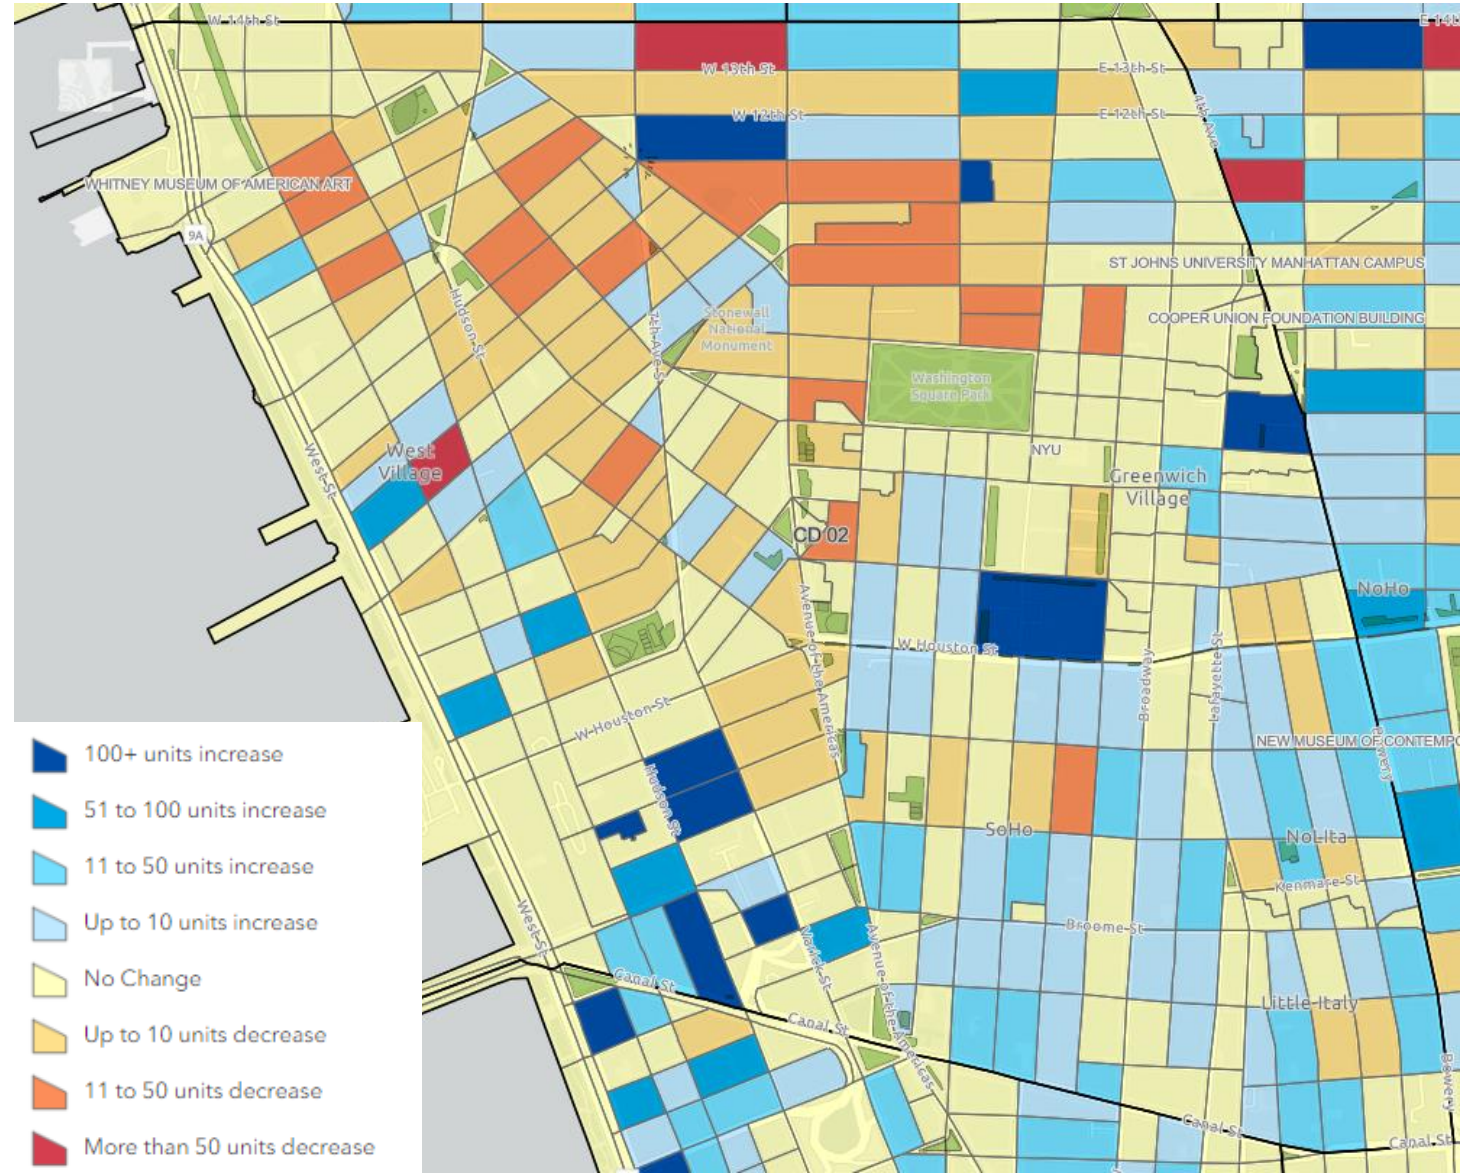 W 14th St
E 14t
W 13th St
E 13th St
W 12th St
E 12th St
4th Ave
WHITNEY MUSEUM OF AMERICAN ART
9A
ST JOHNS UNIVERSITY MANHATTAN CAMPUS
Hudson St
7th Ave S
Stonewall
National
Monument
COOPER UNION FOUNDATION BUILDING
Washington
Square Park
West
Village
West St
NYU
Greenwich
Village
CD 02
NoHo
Avenue of the Americas
W Houston St
Broadway
Lafayette St
W Houston St
NEW MUSEUM OF CONTEMPO
Bowery
Hudson St
SoHo
NoLIta
Kenmare St
West St
Broome St
Varick St
Avenue of the Americas
Canal St
Canal St
Little Italy
Bowery
Canal St
Canal St
100+ units increase
51 to 100 units increase
11 to 50 units increase
Up to 10 units increase
No Change
Up to 10 units decrease
11 to 50 units decrease
More than 50 units decrease